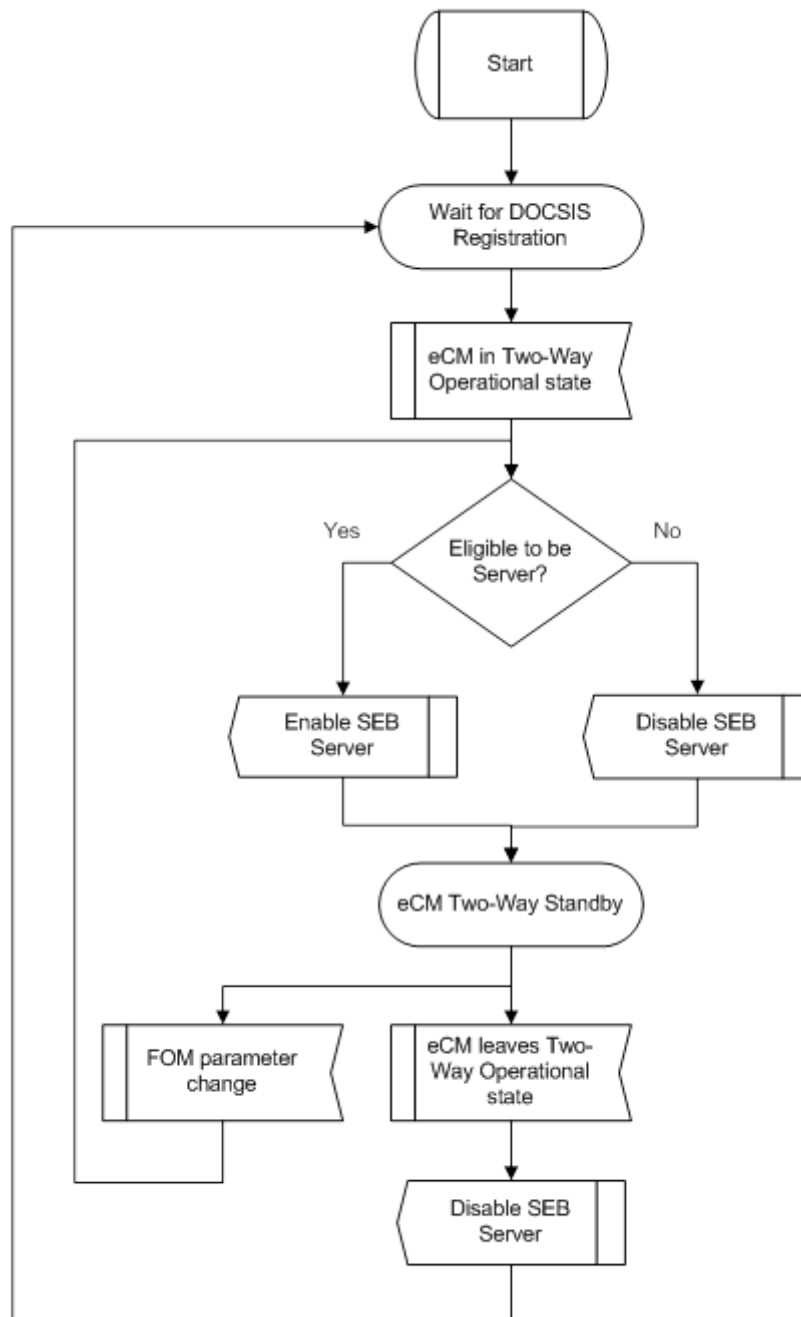 Start
Wait for DOCSIS
Registration
eCM in Two-Way
Operational state
Yes
No
Eligible to be
Server?
Enable SEB
Server
Disable SEB
Server
eCM Two-Way Standby
FOM parameter
change
eCM leaves Two-
Way Operational
state
Disable SEB
Server